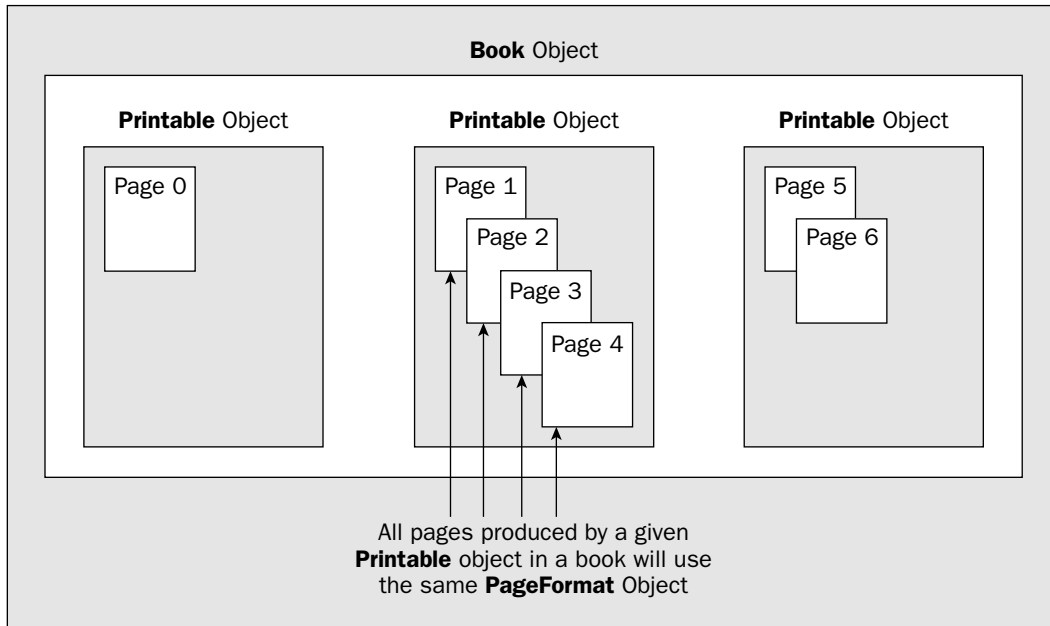 Book Object
Printable Object
Printable Object
Printable Object
Page 0
Page 1
Page 2
Page 3
Page 4
Page 5
Page 6
All pages produced by a given
Printable object in a book will use
the same PageFormat Object